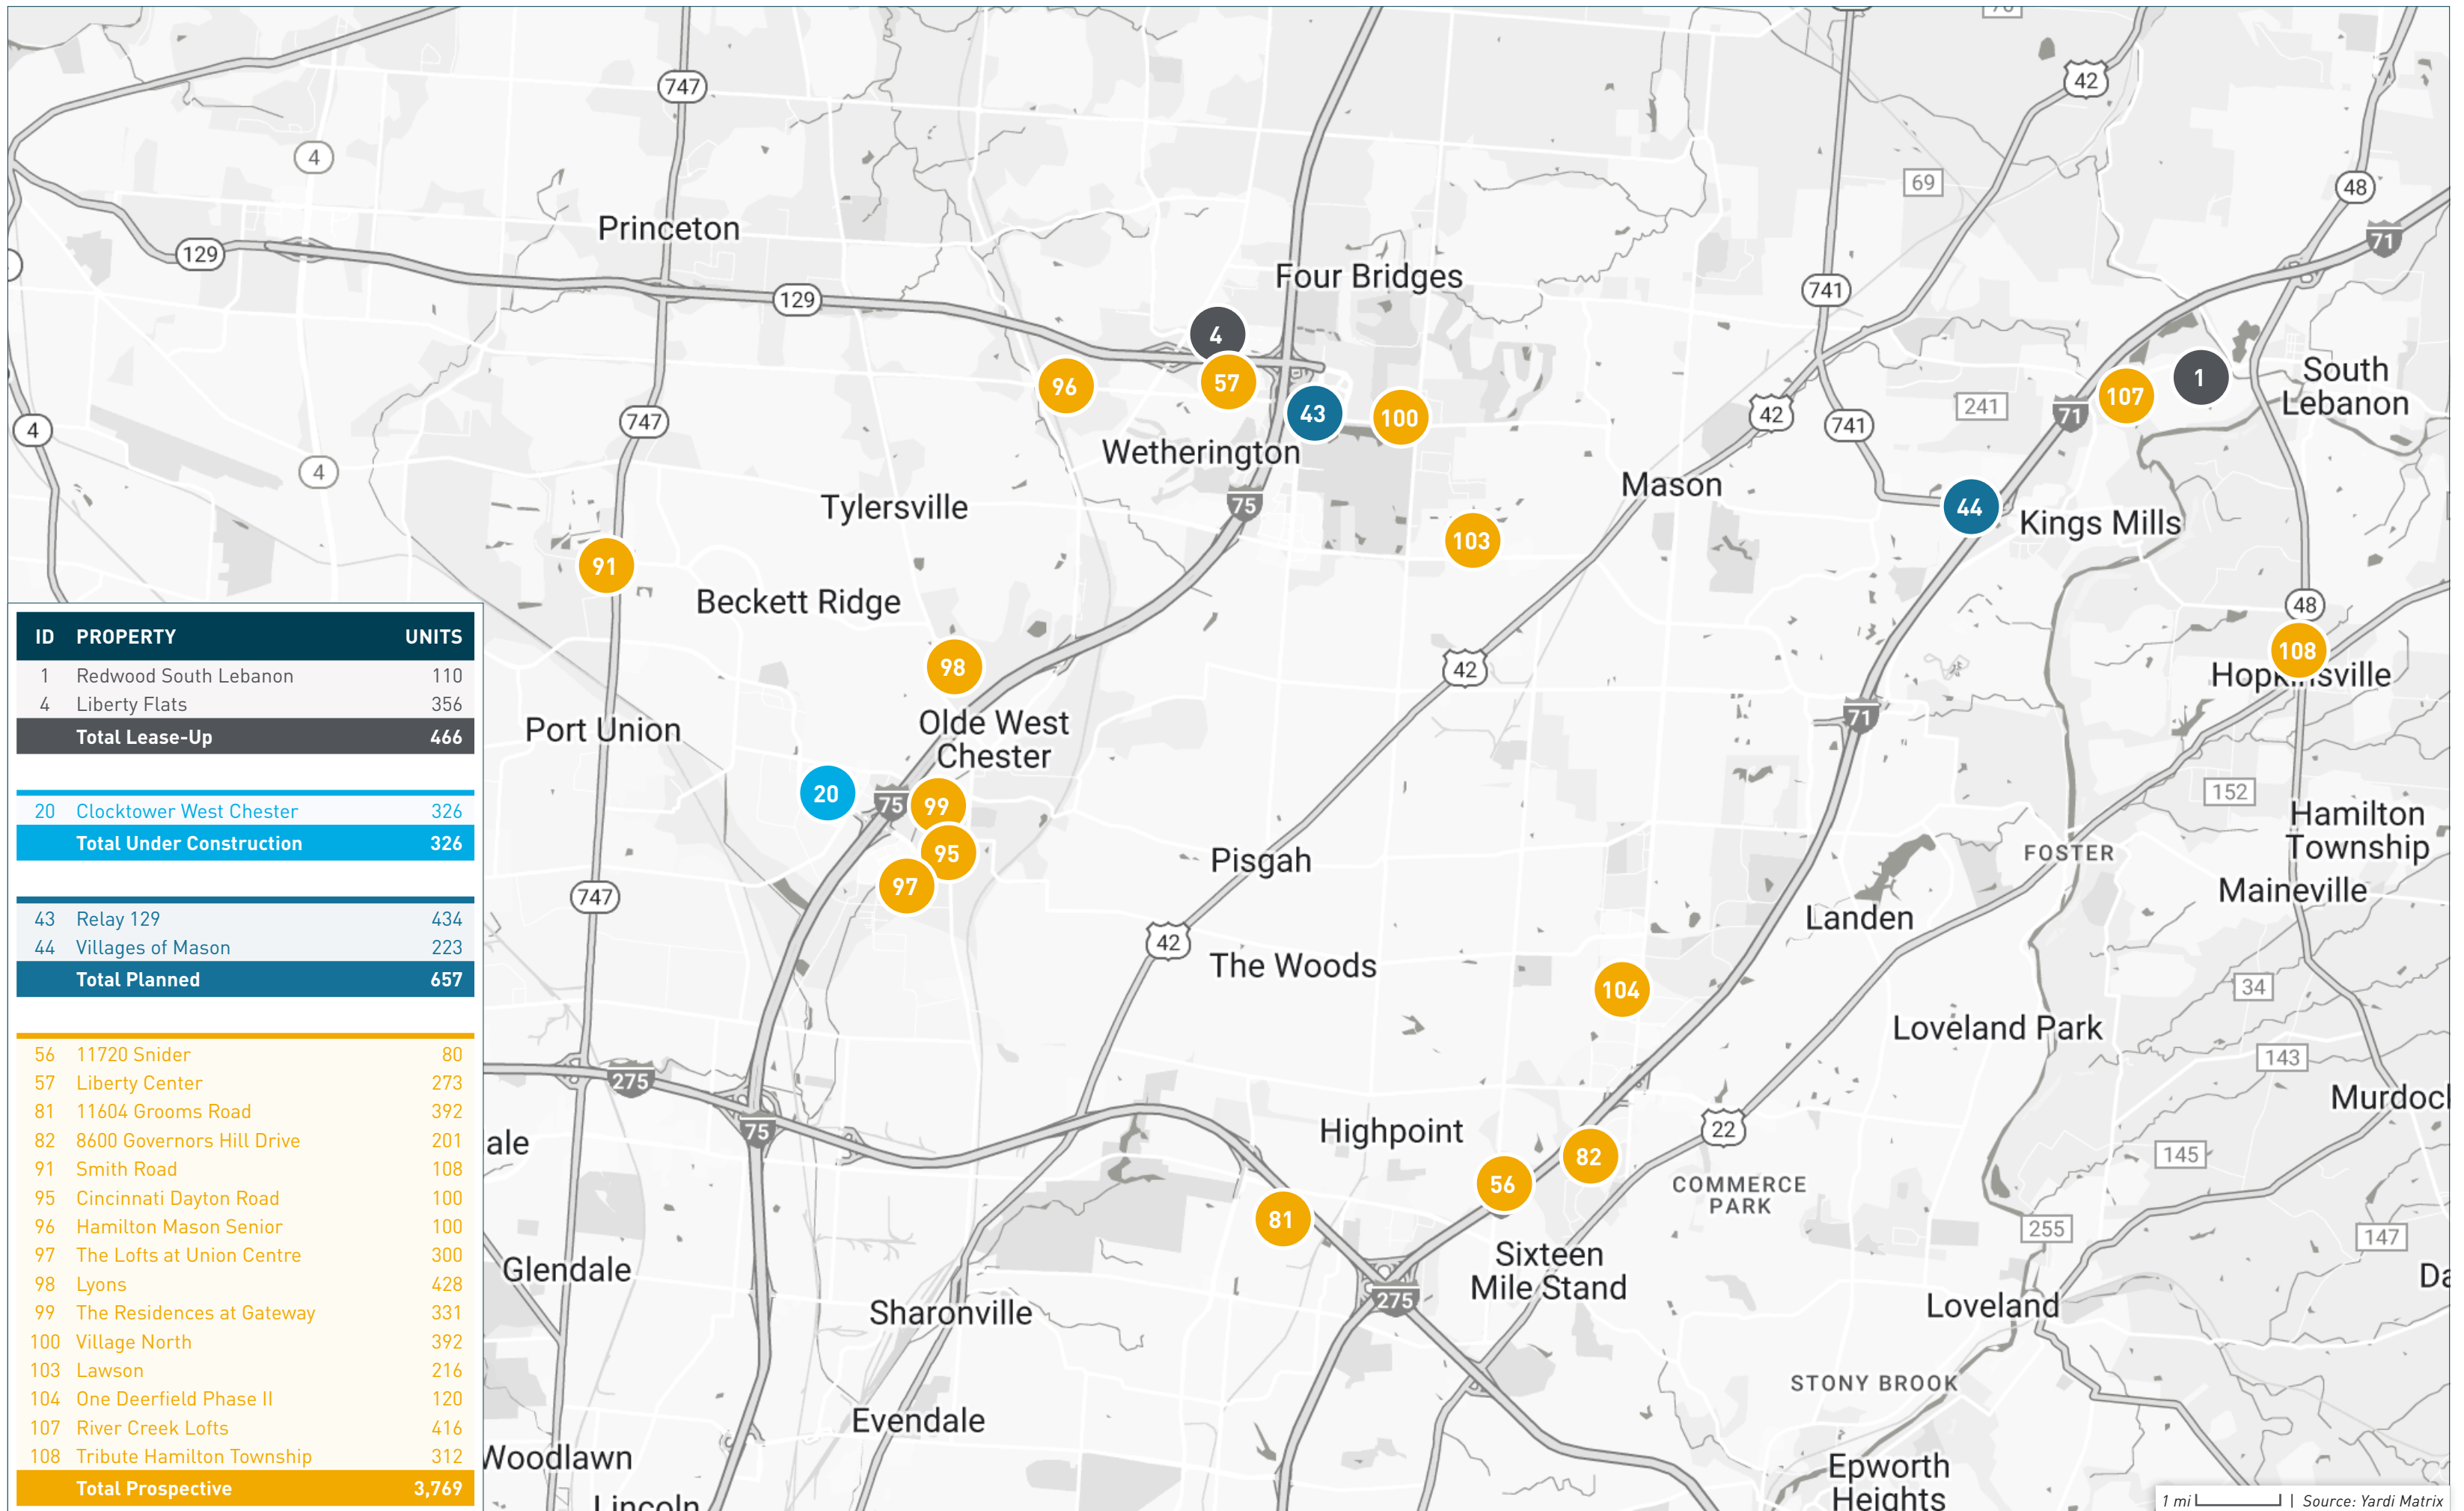 747
42
4
69
48
71
Princeton
129
Four Bridges
741
129
4
57
96
43
100
107
1
South
Lebanon
42
241
71
747
741
4
Wetherington
4
Mason
75
Tylersville
44
Kings Mills
103
91
Beckett Ridge
48
98
42
108
Hopkinsville
71
Olde West
Chester
Port Union
20
75
99
152
Hamilton
Township
95
Pisgah
FOSTER
97
747
Maineville
Landen
42
The Woods
104
34
Loveland Park
143
275
Murdoc
75
Highpoint
22
ale
82
145
56
COMMERCE
PARK
81
255
147
Glendale
Sixteen
Mile Stand
Da
275
Sharonville
Loveland
STONY BROOK
Evendale
Woodlawn
Epworth
Heights
Lincoln
ID PROPERTY UNITS
1 Redwood South Lebanon 110
4 Liberty Flats 356
Total Lease-Up 466
20 Clocktower West Chester 326
Total Under Construction 326
43 Relay 129 434
44 Villages of Mason 223
Total Planned 657
56 11720 Snider 80
57 Liberty Center 273
81 11604 Grooms Road 392
82 8600 Governors Hill Drive 201
91 Smith Road 108
95 Cincinnati Dayton Road 100
96 Hamilton Mason Senior 100
97 The Lofts at Union Centre 300
98 Lyons 428
99 The Residences at Gateway 331
100 Village North 392
103 Lawson 216
104 One Deerfield Phase II 120
107 River Creek Lofts 416
108 Tribute Hamilton Township 312
Total Prospective 3,769
1 mi | Source: Yardi Matrix